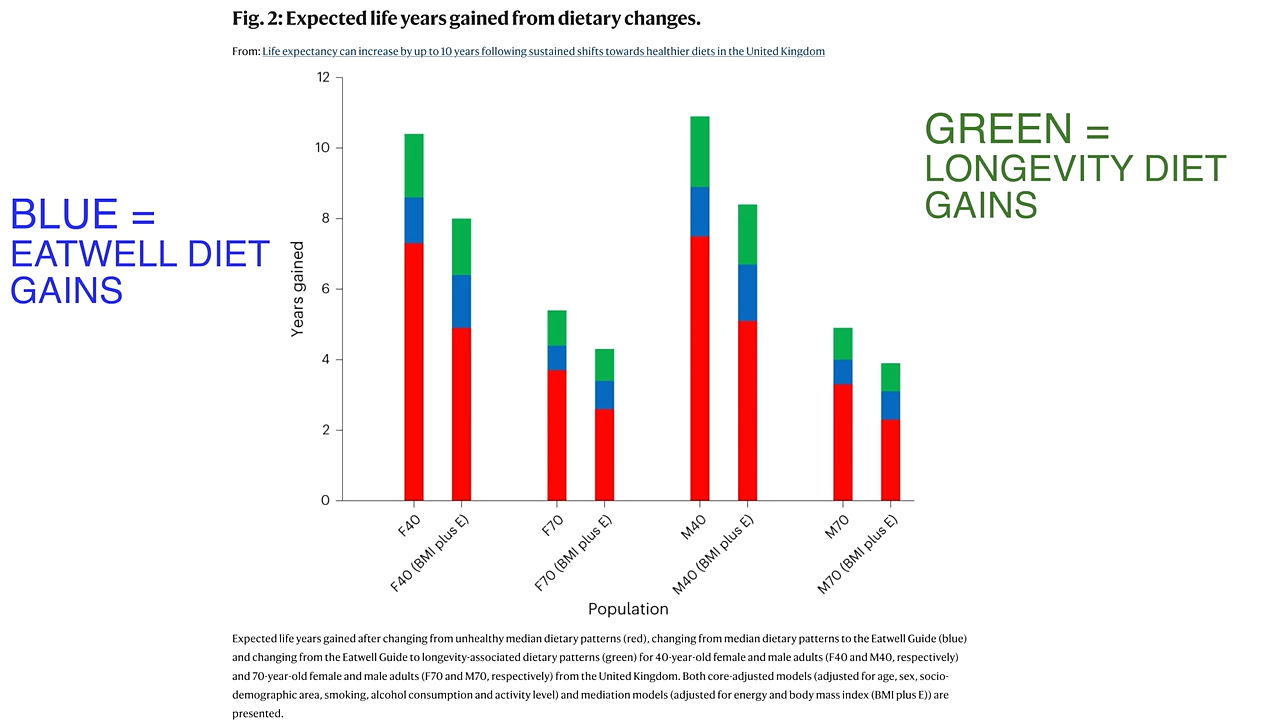 Fig. 2: Expected life years gained from dietary changes.
From: Life expectancy can increase by up to 10 years following sustained shifts towards healthier diets in the United Kingdom
GREEN =
LONGEVITY DIET
GAINS
BLUE =
EATWELL DIET
GAINS
Years gained
12
10
8
6
4
2
0
F40
F40 (BMI plus E)
F70
F70 (BMI plus E)
M40
M40 (BMI plus E)
M70
M70 (BMI plus E)
Population
Expected life years gained after changing from unhealthy median dietary patterns (red), changing from median dietary patterns to the Eatwell Guide (blue)
and changing from the Eatwell Guide to longevity-associated dietary patterns (green) for 40-year-old female and male adults (F40 and M40, respectively)
and 70-year-old female and male adults (F70 and M70, respectively) from the United Kingdom. Both core-adjusted models (adjusted for age, sex, socio-
demographic area, smoking, alcohol consumption and activity level) and mediation models (adjusted for energy and body mass index (BMI plus E)) are
presented.